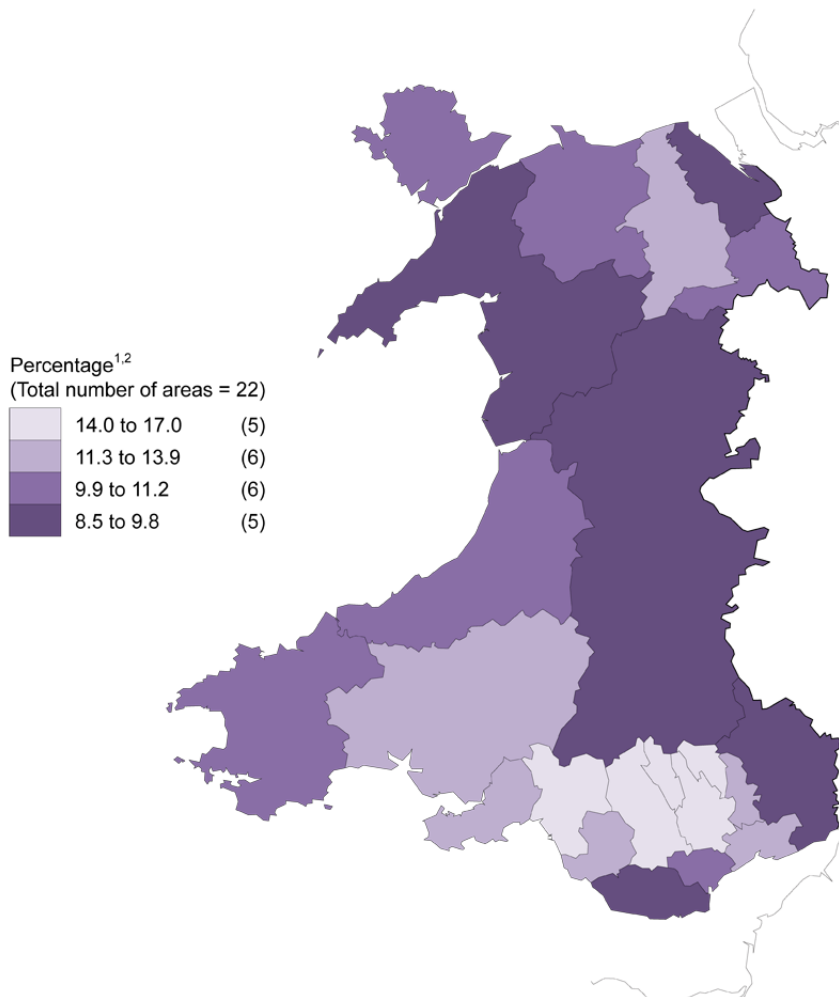 Percentage1,2
(Total number of areas = 22)
14.0 to 17.0 (5)
11.3 to 13.9 (6)
9.9 to 11.2 (6)
8.5 to 9.8 (5)